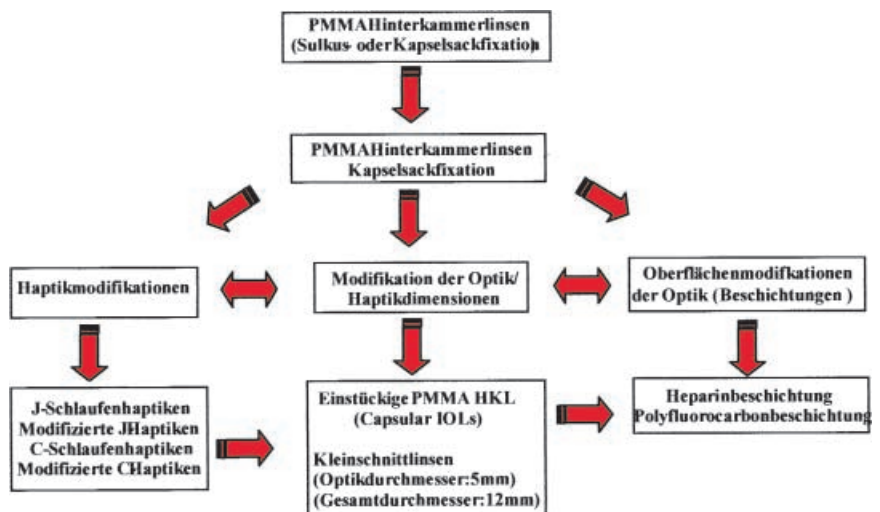 PMMAHinterkammerlinsen
(Sulkus- oderKapselsackfixation)
PMMAHinterkammerlinsen
Kapselsackfixation
Haptikmodifikationen
Modifikation der Optik/
Haptikdimensionen
Oberflächenmodifkationen
der Optik (Beschichtungen )
J-Schlaufenhaptiken
Modifizierte JHaptiken
C-Schlaufenhaptiken
Modifizierte CHaptiken
Einstückige PMMA HKL
(Capsular IOLs)
Kleinschnittlinsen
(Optikdurchmesser:5mm)
(Gesamtdurchmesser:12mm)
Heparinbeschichtung
Polyfluorocarbonbeschichtung